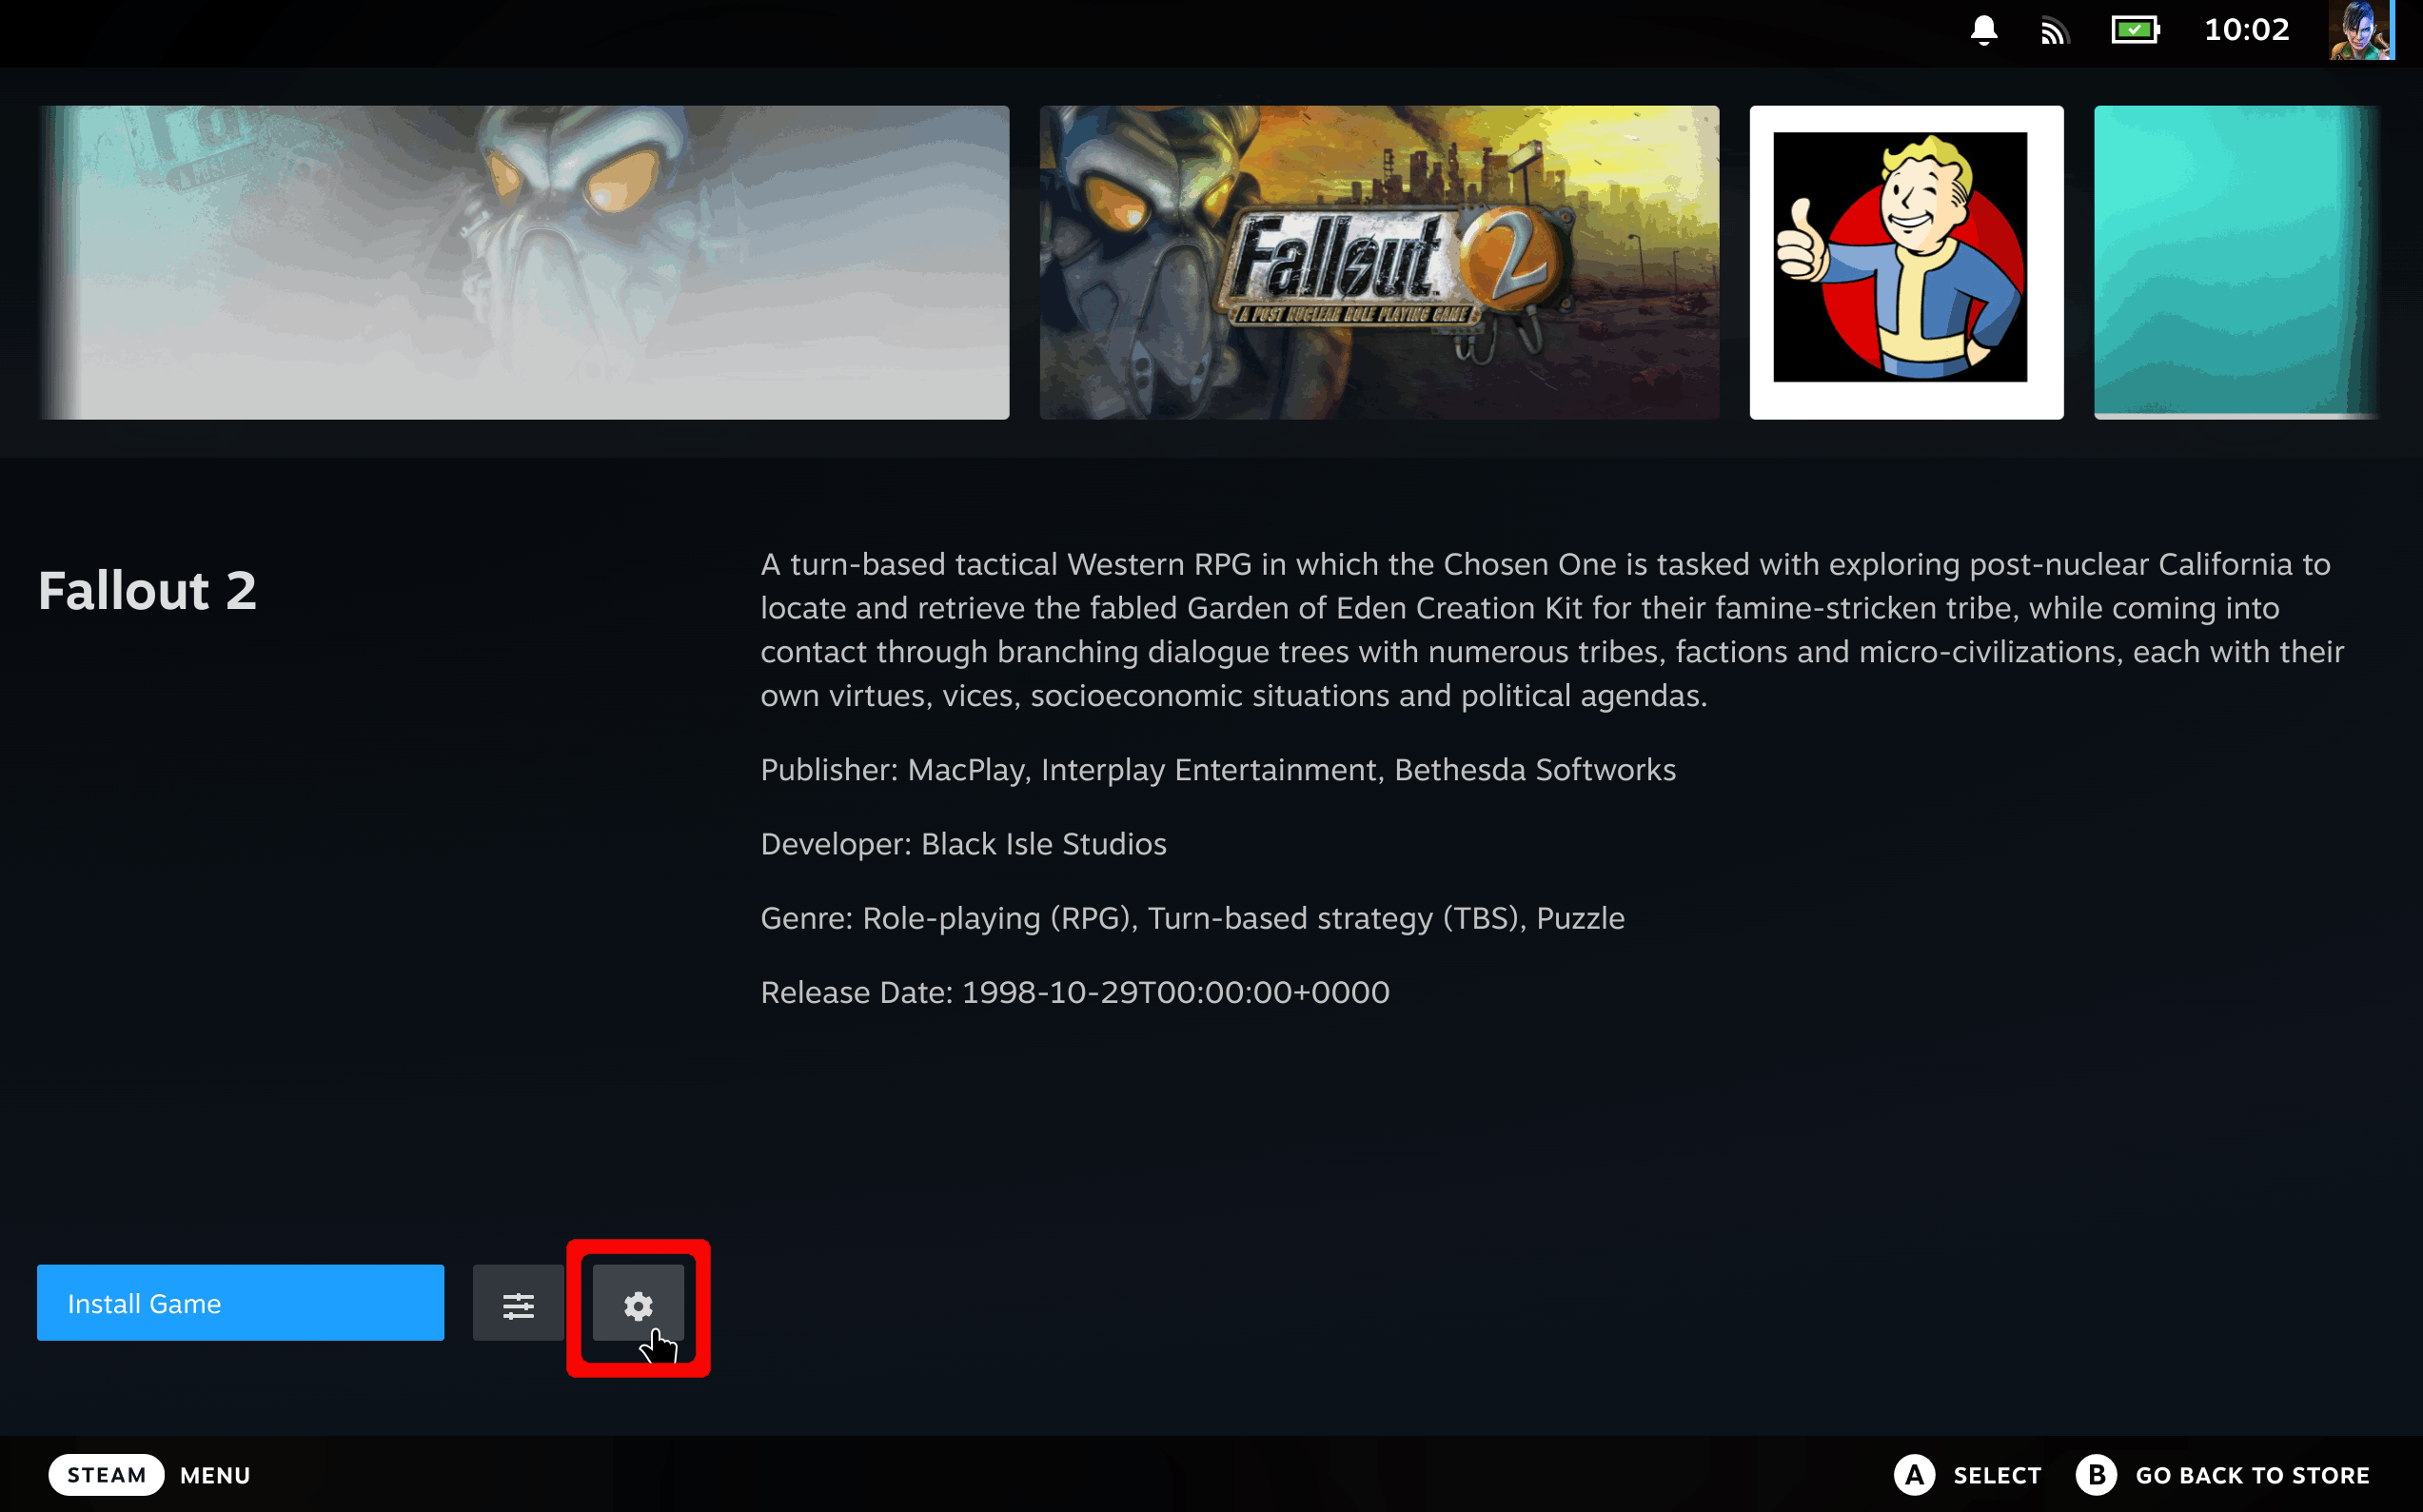 10:02
Fallout 2
A POST NUCLEAR ROLE PLAYING GAME
Fallout 2
A turn-based tactical Western RPG in which the Chosen One is tasked with exploring post-nuclear California to
locate and retrieve the fabled Garden of Eden Creation Kit for their famine-stricken tribe, while coming into
contact through branching dialogue trees with numerous tribes, factions and micro-civilizations, each with their
own virtues, vices, socioeconomic situations and political agendas.
Publisher: MacPlay, Interplay Entertainment, Bethesda Softworks
Developer: Black Isle Studios
Genre: Role-playing (RPG), Turn-based strategy (TBS), Puzzle
Release Date: 1998-10-29T00:00:00+0000
Install Game
STEAM MENU
A SELECT B GO BACK TO STORE